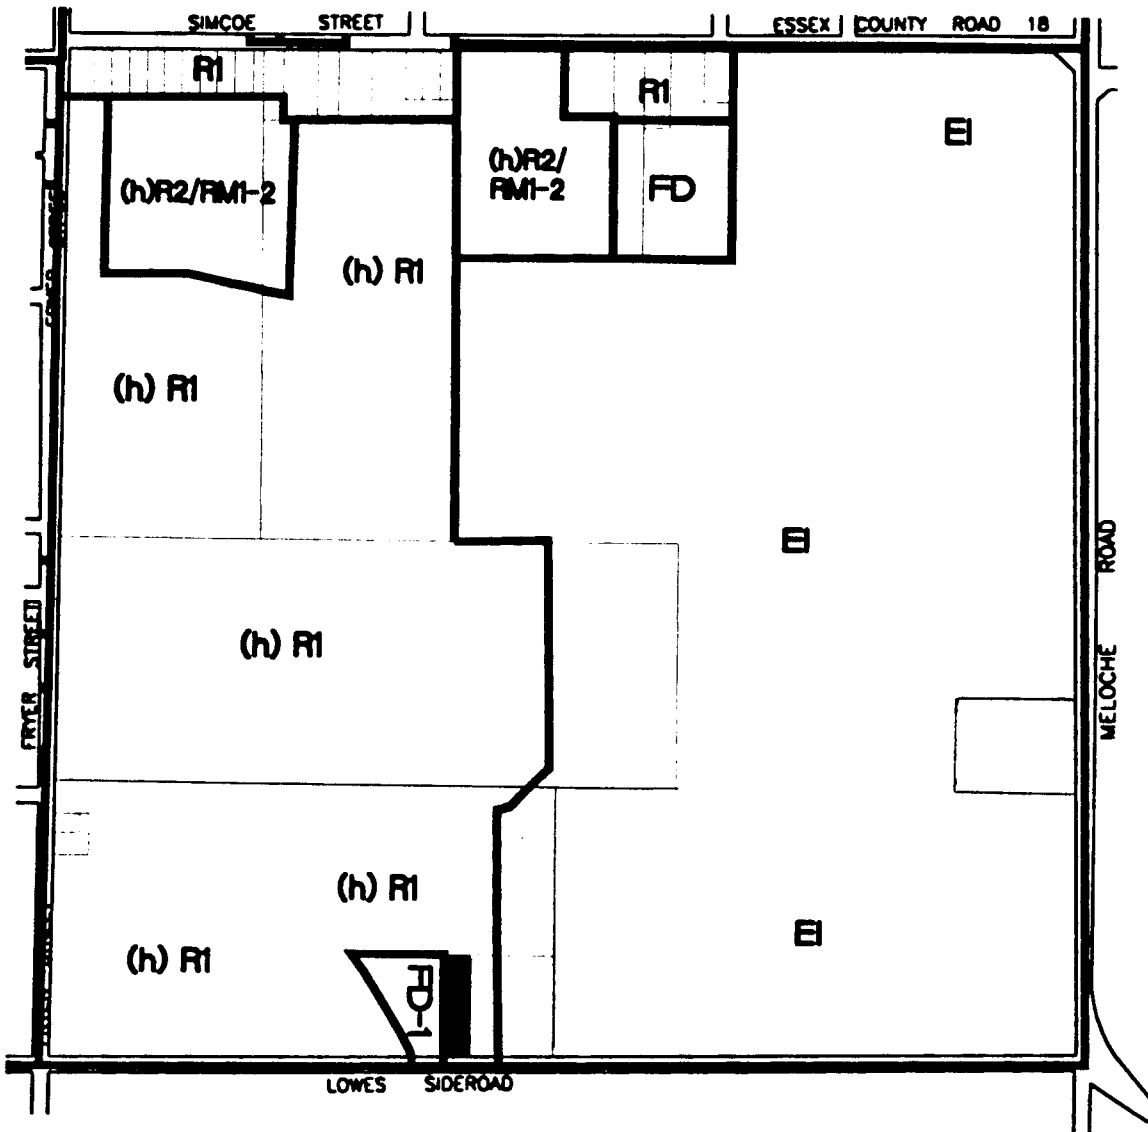 SIMCOE STREET
ESSEX COUNTY ROAD 18
R1
R1
EI
(h)R2/RM1-2
(h)R2/
RM1-2
FD
(h) R1
(h) R1
EI
MELOCHE ROAD
(h) R1
FRYER STREET
(h) R1
EI
(h) R1
FD-1
LOWES SIDEROAD